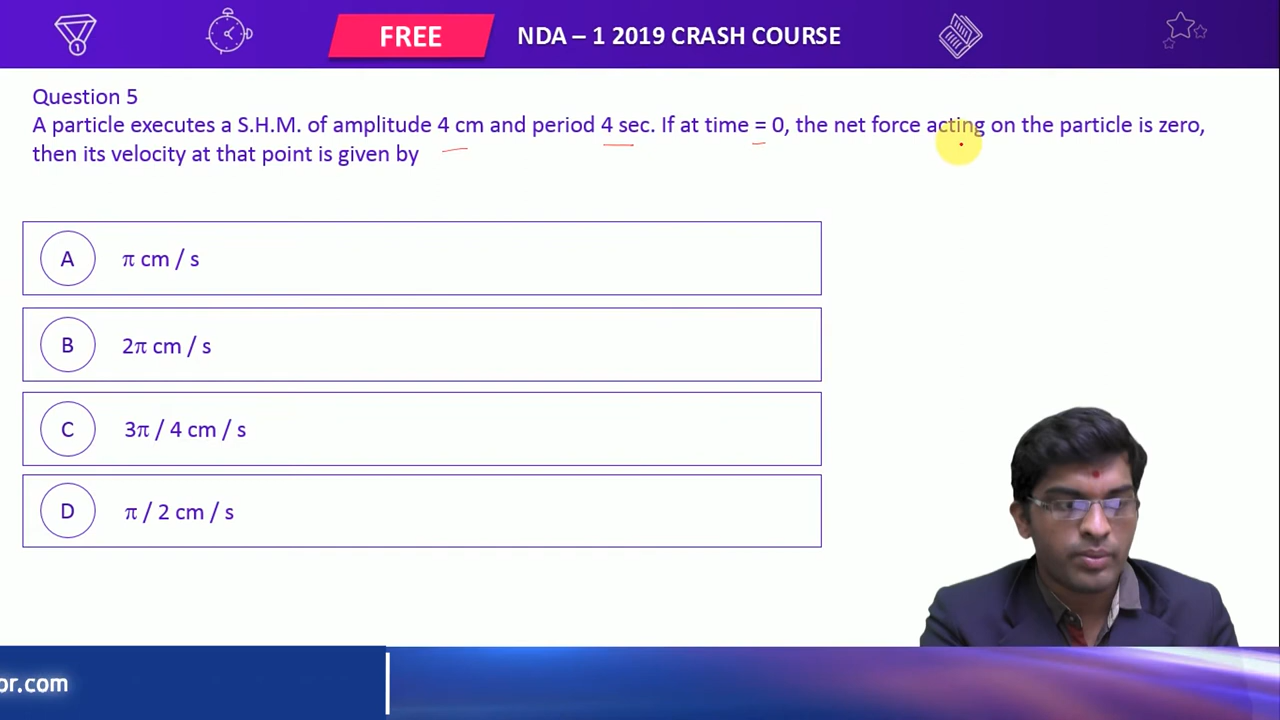 FREE
NDA – 1 2019 CRASH COURSE
Question 5
A particle executes a S.H.M. of amplitude 4 cm and period 4 sec. If at time = 0, the net force acting on the particle is zero,
then its velocity at that point is given by
A π cm / s
B 2π cm / s
C 3π / 4 cm / s
D π / 2 cm / s
or.com